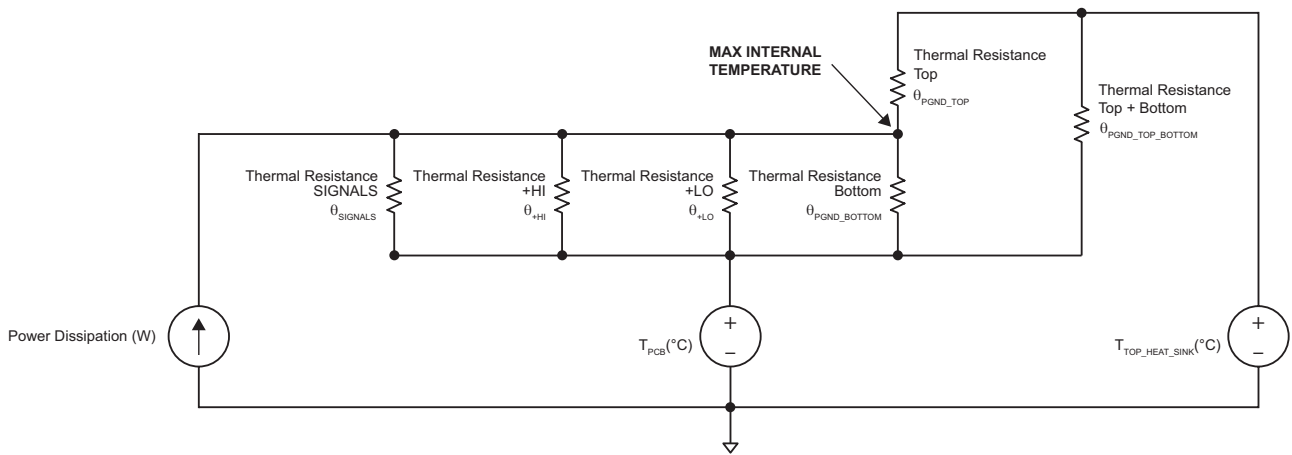 MAX INTERNAL
TEMPERATURE
Thermal Resistance
Top
θPGND_TOP
Thermal Resistance
Top + Bottom
θPGND_TOP_BOTTOM
Thermal Resistance
SIGNALS
θSIGNALS
Thermal Resistance
+HI
θ+HI
Thermal Resistance
+LO
θ+LO
Thermal Resistance
Bottom
θPGND_BOTTOM
Power Dissipation (W)
+
−
TPCB(°C)
+
−
TTOP_HEAT_SINK(°C)